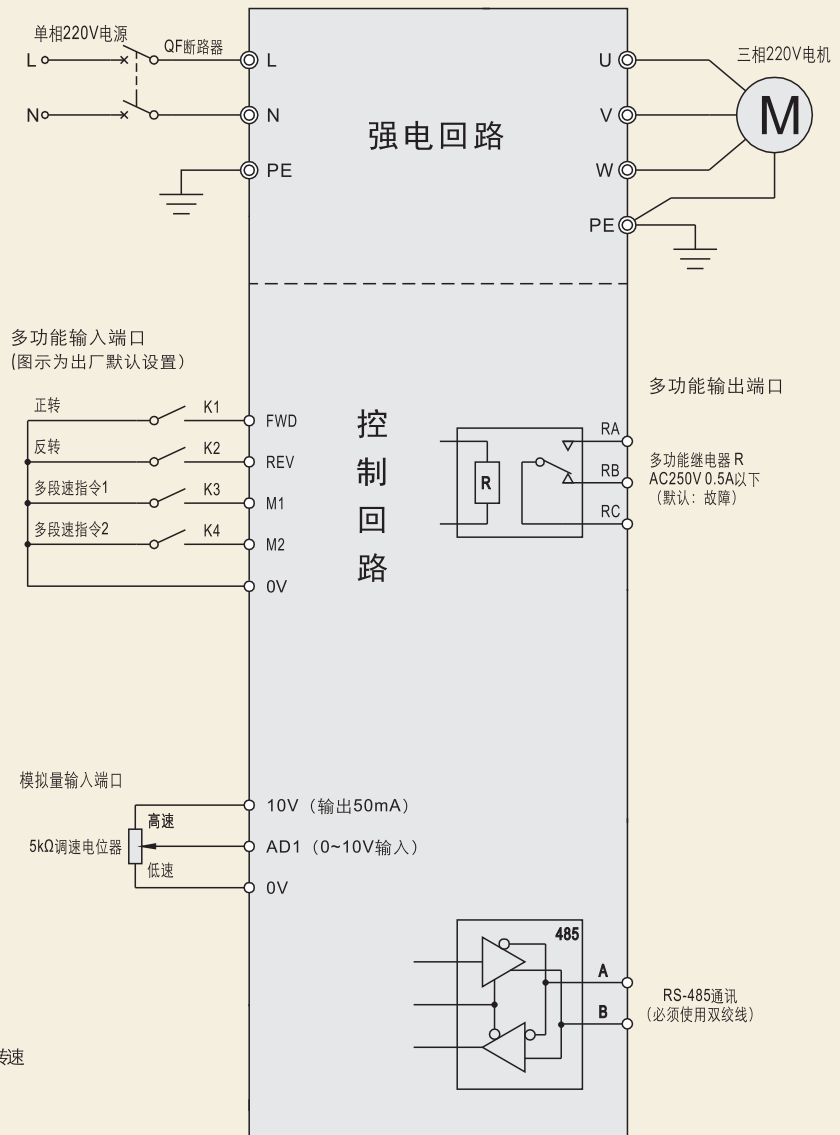 单相220V电源
QF断路器
L
N
L
N
PE
强电回路
U
V
W
PE
三相220V电机
M
多功能输入端口
(图示为出厂默认设置)
正转
K1
FWD
反转
K2
REV
多段速指令1
K3
M1
多段速指令2
K4
M2
0V
控
制
回
路
多功能输出端口
R
RA
RB
RC
多功能继电器 R
AC250V 0.5A以下
(默认：故障)
模拟量输入端口
高速
5kΩ调速电位器
低速
10V (输出50mA)
AD1 (0~10V输入)
0V
485
A
B
RS-485通讯
(必须使用双绞线)
速